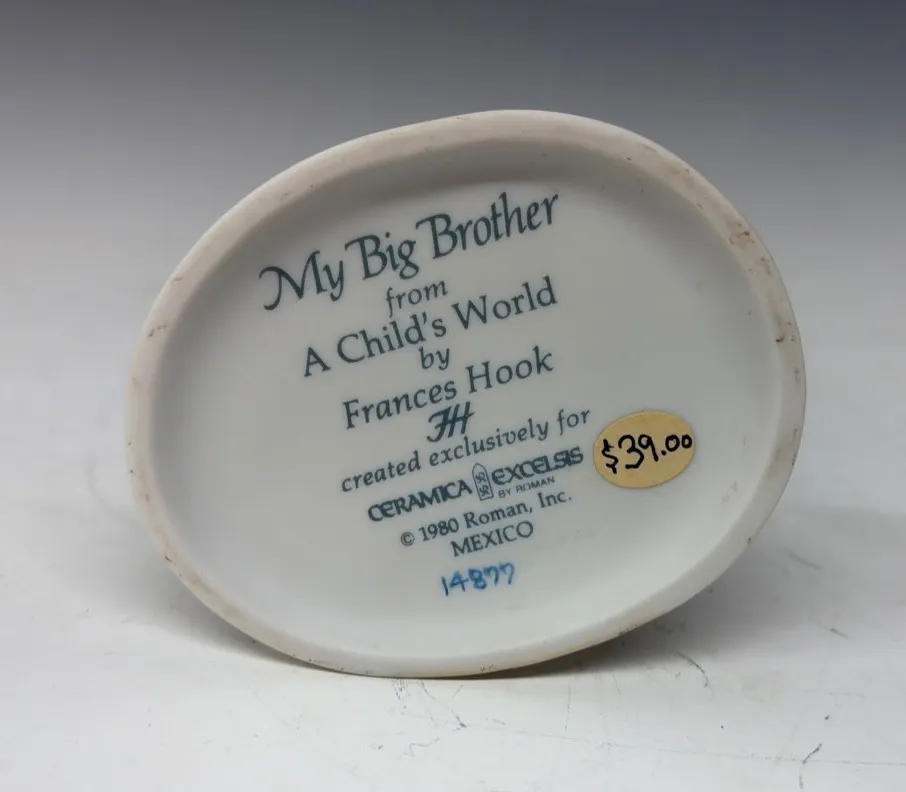 My Big Brother
from
A Child's World
by
Frances Hook
FH
created exclusively for
CERAMICA EXCELSIS
BY ROMAN
© 1980 Roman, Inc.
MEXICO
14877
$39.00